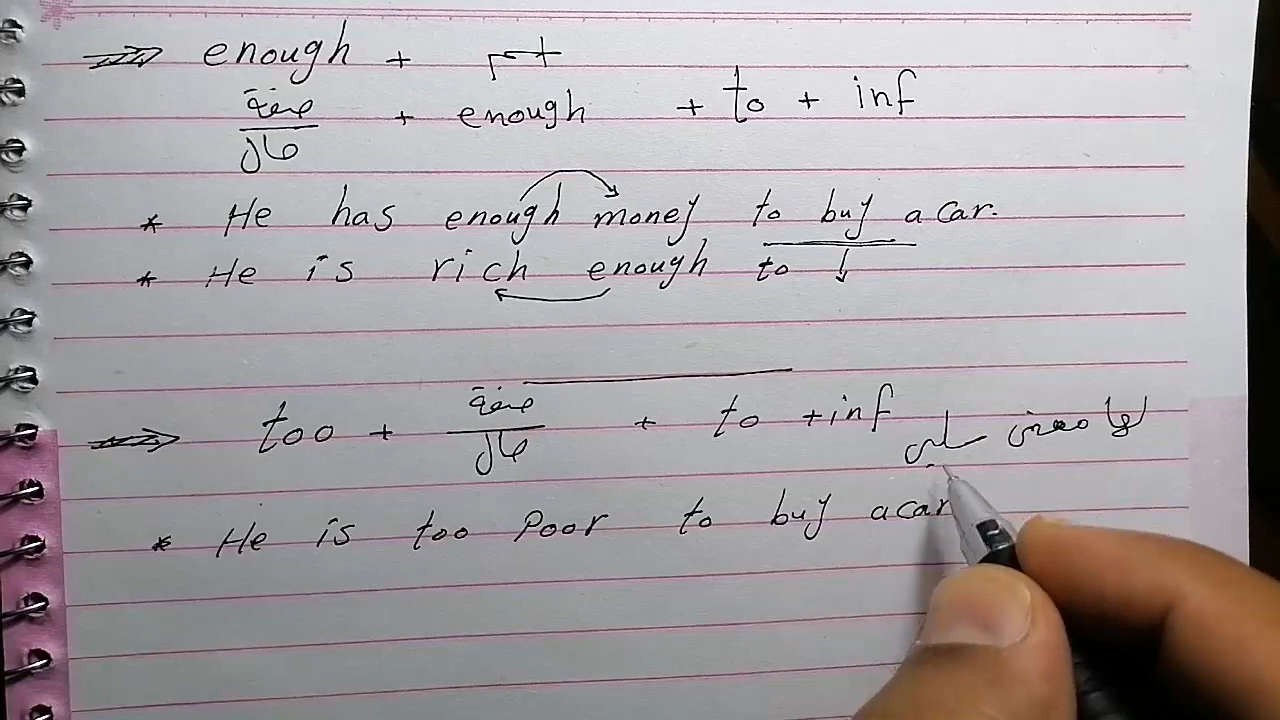 ⇒ enough + اسم
صفة / حال + enough + to + inf
* He has enough money to buy a car.
* He is rich enough to ↓
⇒ too + صفة / حال + to + inf لها معنى سلبي
* He is too Poor to buy a car